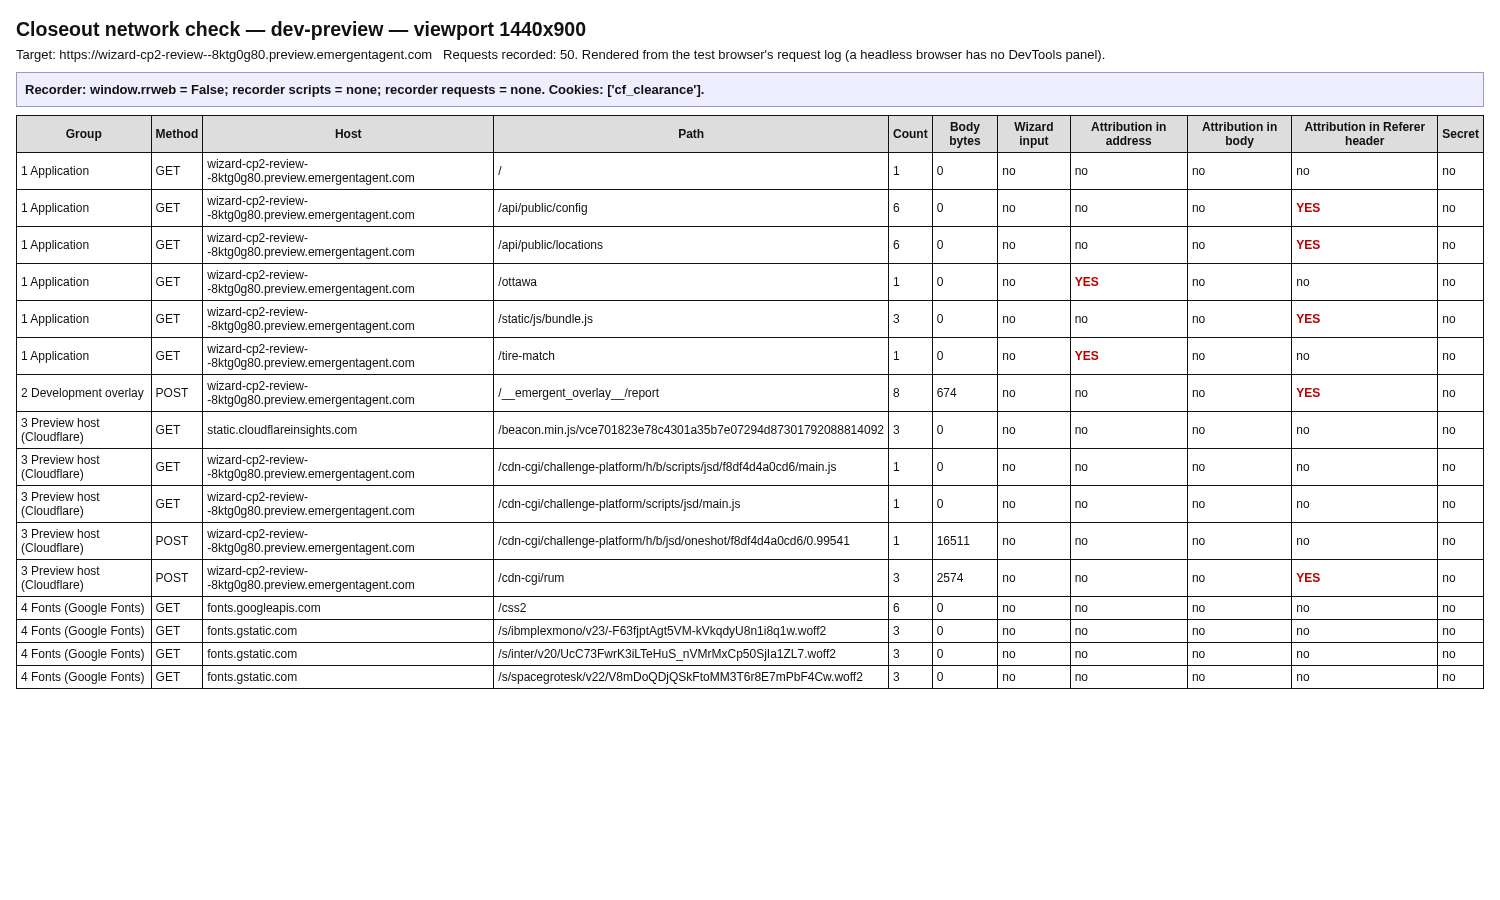 Closeout network check — dev-preview — viewport 1440x900
Target: https://wizard-cp2-review--8ktg0g80.preview.emergentagent.com Requests recorded: 50. Rendered from the test browser's request log (a headless browser has no DevTools panel).
Recorder: window.rrweb = False; recorder scripts = none; recorder requests = none. Cookies: ['cf_clearance'].
Group Method Host Path Count Body bytes Wizard input Attribution in address Attribution in body Attribution in Referer header Secret
1 Application GET wizard-cp2-review--8ktg0g80.preview.emergentagent.com / 1 0 no no no no no
1 Application GET wizard-cp2-review--8ktg0g80.preview.emergentagent.com /api/public/config 6 0 no no no YES no
1 Application GET wizard-cp2-review--8ktg0g80.preview.emergentagent.com /api/public/locations 6 0 no no no YES no
1 Application GET wizard-cp2-review--8ktg0g80.preview.emergentagent.com /ottawa 1 0 no YES no no no
1 Application GET wizard-cp2-review--8ktg0g80.preview.emergentagent.com /static/js/bundle.js 3 0 no no no YES no
1 Application GET wizard-cp2-review--8ktg0g80.preview.emergentagent.com /tire-match 1 0 no YES no no no
2 Development overlay POST wizard-cp2-review--8ktg0g80.preview.emergentagent.com /__emergent_overlay__/report 8 674 no no no YES no
3 Preview host (Cloudflare) GET static.cloudflareinsights.com /beacon.min.js/vce701823e78c4301a35b7e07294d87301792088814092 3 0 no no no no no
3 Preview host (Cloudflare) GET wizard-cp2-review--8ktg0g80.preview.emergentagent.com /cdn-cgi/challenge-platform/h/b/scripts/jsd/f8df4d4a0cd6/main.js 1 0 no no no no no
3 Preview host (Cloudflare) GET wizard-cp2-review--8ktg0g80.preview.emergentagent.com /cdn-cgi/challenge-platform/scripts/jsd/main.js 1 0 no no no no no
3 Preview host (Cloudflare) POST wizard-cp2-review--8ktg0g80.preview.emergentagent.com /cdn-cgi/challenge-platform/h/b/jsd/oneshot/f8df4d4a0cd6/0.99541 1 16511 no no no no no
3 Preview host (Cloudflare) POST wizard-cp2-review--8ktg0g80.preview.emergentagent.com /cdn-cgi/rum 3 2574 no no no YES no
4 Fonts (Google Fonts) GET fonts.googleapis.com /css2 6 0 no no no no no
4 Fonts (Google Fonts) GET fonts.gstatic.com /s/ibmplexmono/v23/-F63fjptAgt5VM-kVkqdyU8n1i8q1w.woff2 3 0 no no no no no
4 Fonts (Google Fonts) GET fonts.gstatic.com /s/inter/v20/UcC73FwrK3iLTeHuS_nVMrMxCp50SjIa1ZL7.woff2 3 0 no no no no no
4 Fonts (Google Fonts) GET fonts.gstatic.com /s/spacegrotesk/v22/V8mDoQDjQSkFtoMM3T6r8E7mPbF4Cw.woff2 3 0 no no no no no